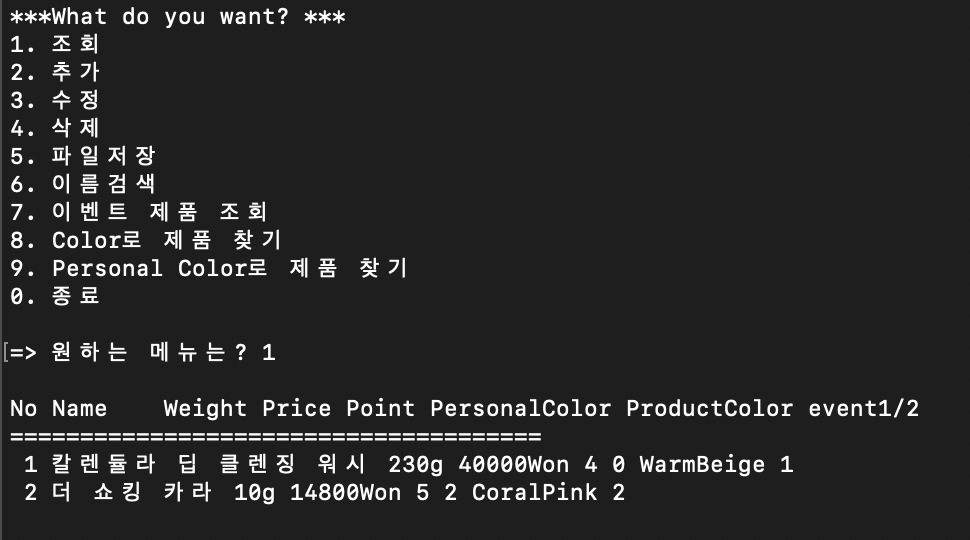 ***What do you want? ***
1. 조회
2. 추가
3. 수정
4. 삭제
5. 파일저장
6. 이름검색
7. 이벤트 제품 조회
8. Color로 제품 찾기
9. Personal Color로 제품 찾기
0. 종료
[=> 원하는 메뉴는? 1
No Name    Weight Price Point PersonalColor ProductColor event1/2
======================================
1 칼렌듈라 딥 클렌징 워시 230g 40000Won 4 0 WarmBeige 1
2 더 쇼킹 카라 10g 14800Won 5 2 CoralPink 2